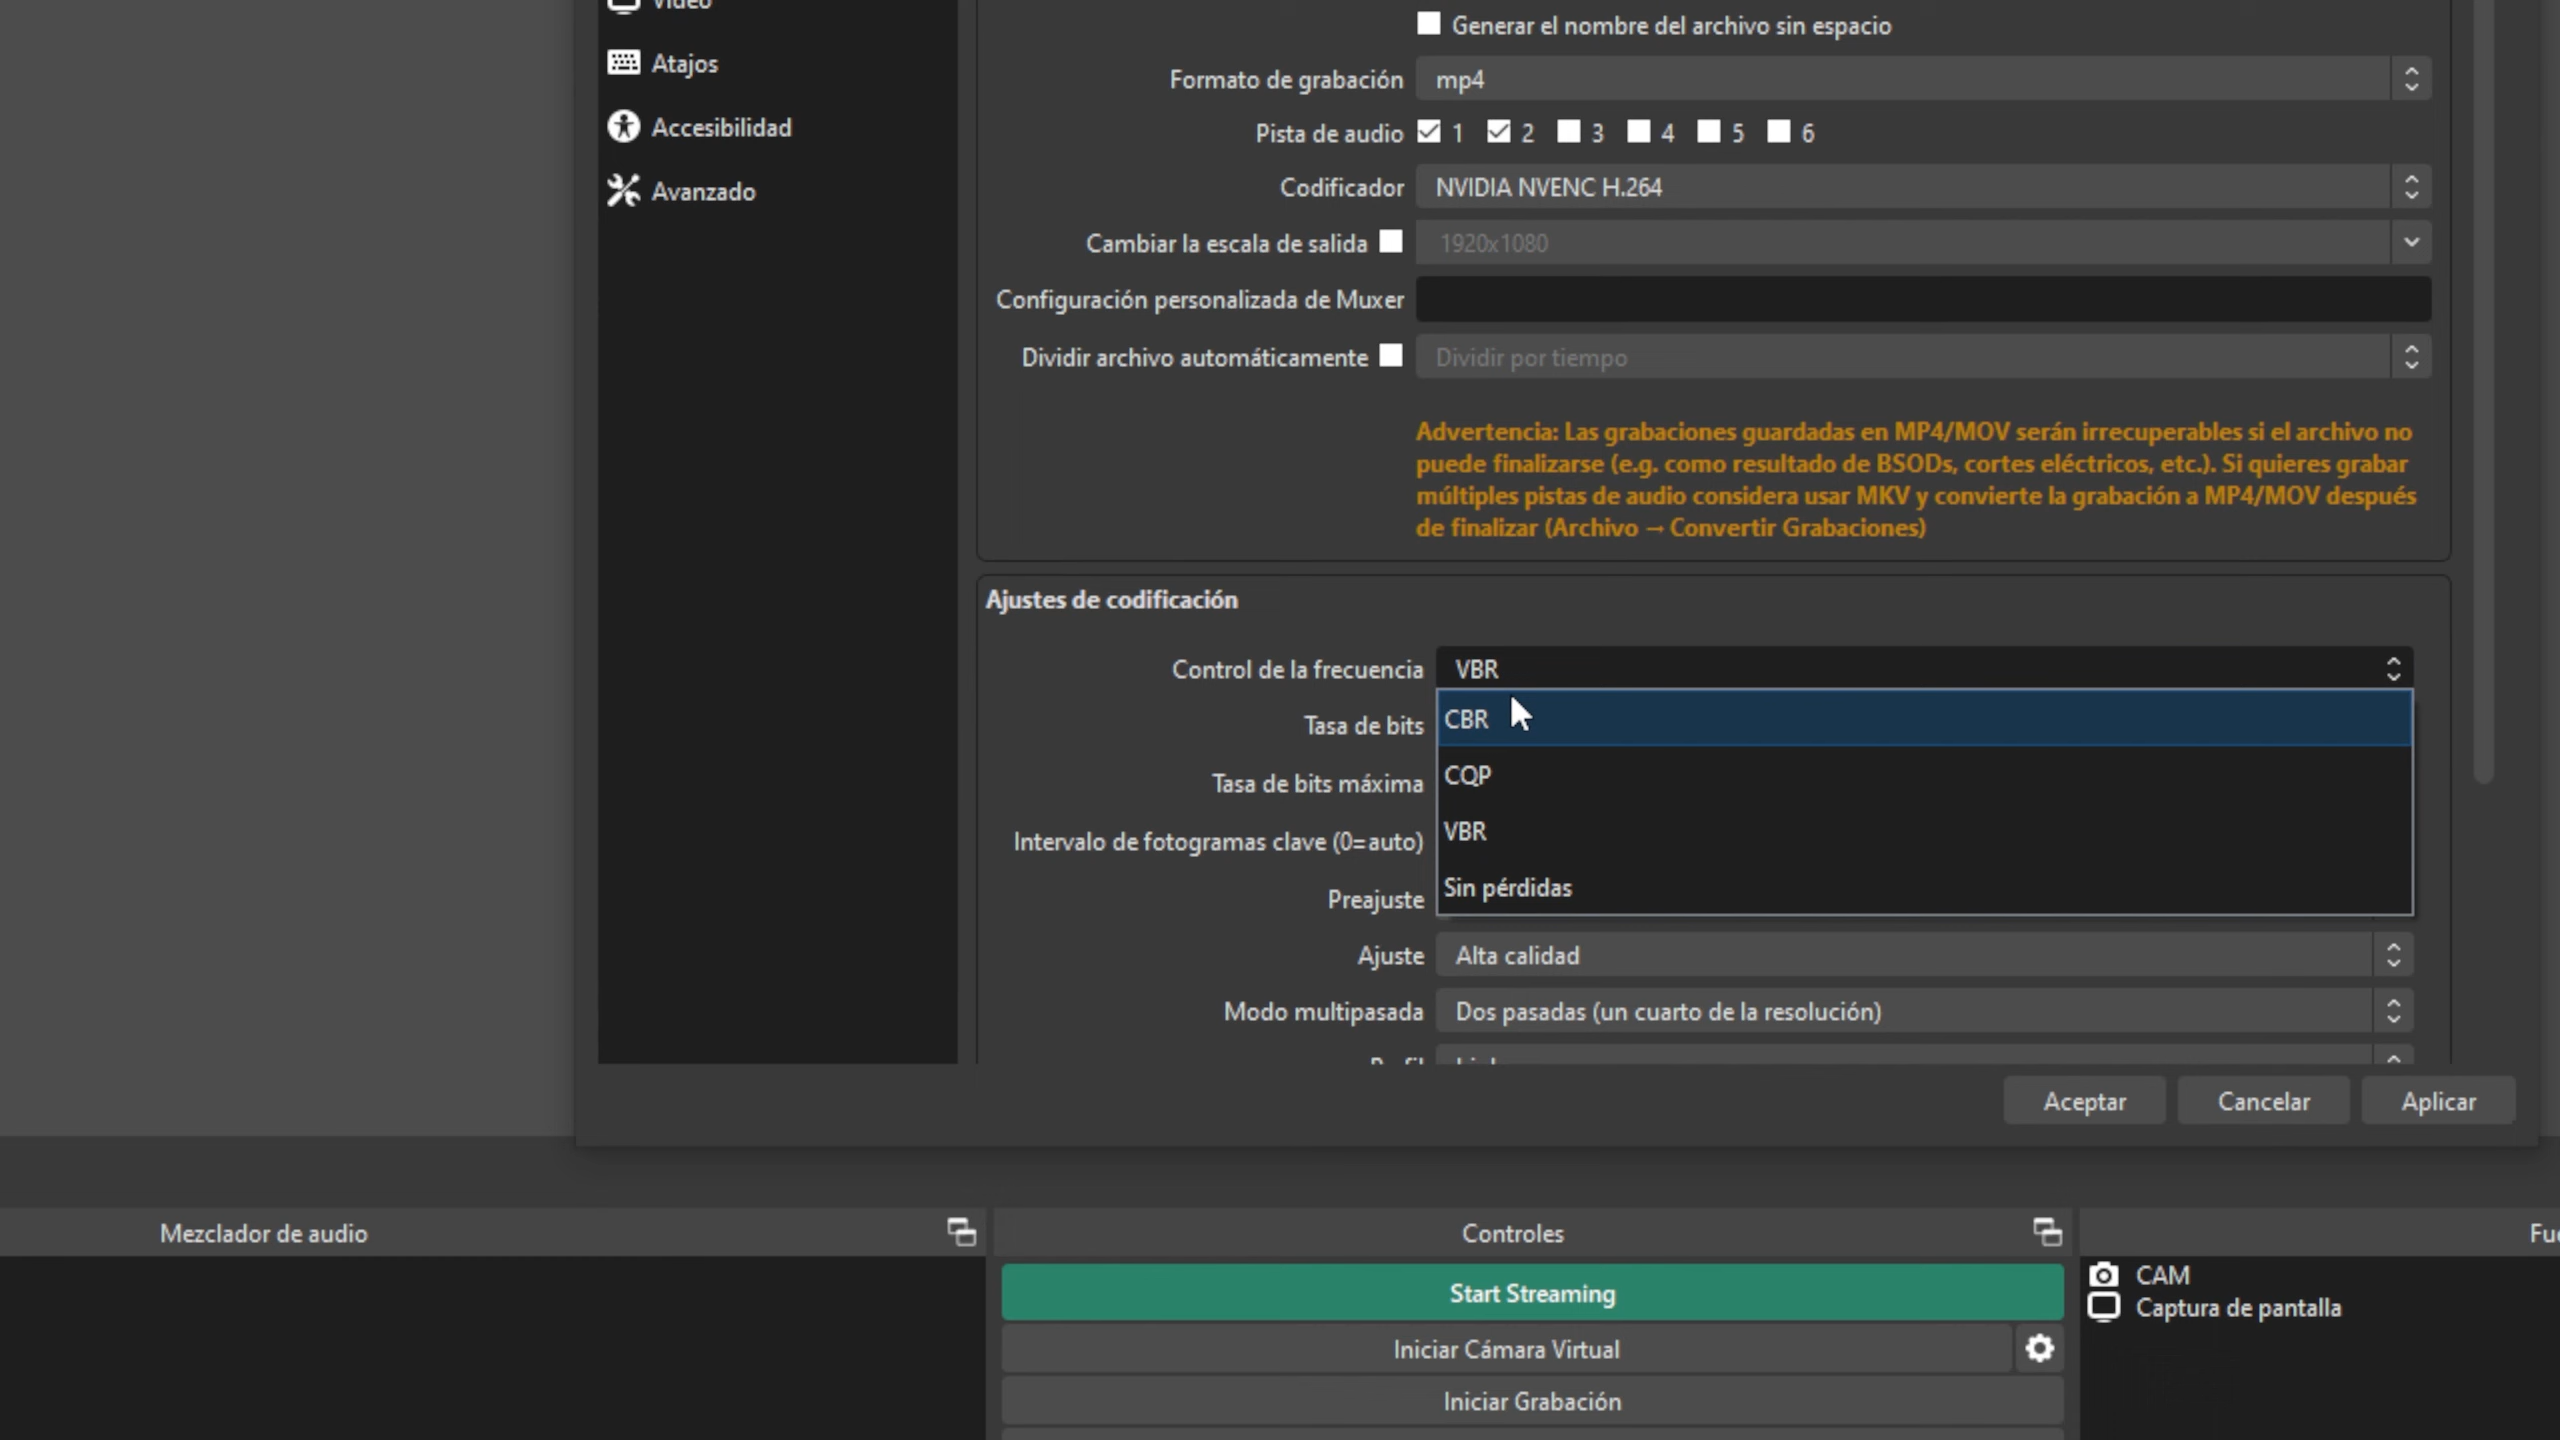 Vídeo
Generar el nombre del archivo sin espacio
Atajos
Formato de grabación mp4
Accesibilidad
Pista de audio 1 2 3 4 5 6
Avanzado
Codificador NVIDIA NVENC H.264
Cambiar la escala de salida 1920x1080
Configuración personalizada de Muxer
Dividir archivo automáticamente Dividir por tiempo
Advertencia: Las grabaciones guardadas en MP4/MOV serán irrecuperables si el archivo no
puede finalizarse (e.g. como resultado de BSODs, cortes eléctricos, etc.). Si quieres grabar
múltiples pistas de audio considera usar MKV y convierte la grabación a MP4/MOV después
de finalizar (Archivo → Convertir Grabaciones)
Ajustes de codificación
Control de la frecuencia VBR
Tasa de bits CBR
Tasa de bits máxima CQP
Intervalo de fotogramas clave (0=auto) VBR
Preajuste Sin pérdidas
Ajuste Alta calidad
Modo multipasada Dos pasadas (un cuarto de la resolución)
Aceptar Cancelar Aplicar
Mezclador de audio Controles
Start Streaming
CAM
Captura de pantalla
Iniciar Cámara Virtual
Iniciar Grabación